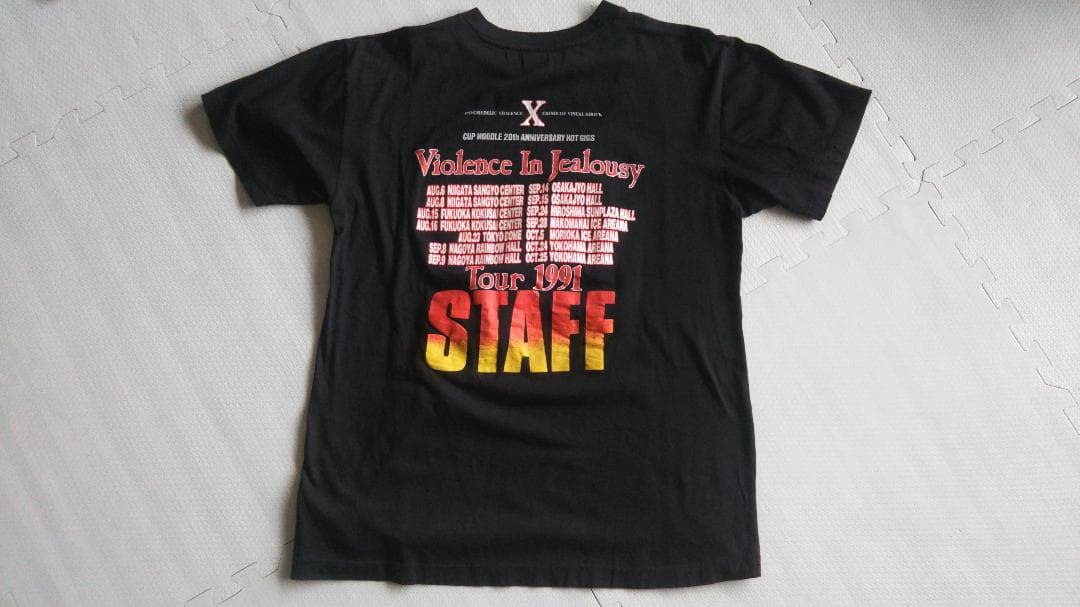 PSYCHEDELIC VIOLENCE X CRIME OF VISUAL SHOCK
CUP NOODLE 20th ANNIVERSARY HOT GIGS
Violence In Jealousy
AUG.6 NIIGATA SANGYO CENTER SEP.14 OSAKAJYO HALL
AUG.8 NIIGATA SANGYO CENTER SEP.15 OSAKAJYO HALL
AUG.15 FUKUOKA KOKUSAI CENTER SEP.24 HIROSHIMA SUNPLAZA HALL
AUG.16 FUKUOKA KOKUSAI CENTER SEP.28 MAKOMANAI ICE AREANA
AUG.23 TOKYO DOME OCT.5 MORIOKA ICE AREANA
SEP.8 NAGOYA RAINBOW HALL OCT.24 YOKOHAMA AREANA
SEP.9 NAGOYA RAINBOW HALL OCT.25 YOKOHAMA AREANA
Tour 1991
STAFF